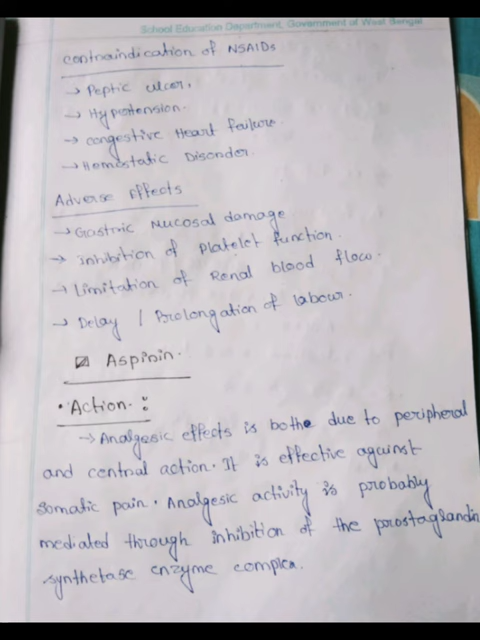 School Education Department, Government of West Bengal
Contraindication of NSAIDs
→ Peptic ulcer.
→ Hypertension.
→ Congestive Heart failure.
→ Hemostatic Disorder
Adverse Effects
→ Gastric Mucosal damage
→ Inhibition of Platelet function.
→ Limitation of Renal blood flow.
→ Delay / Prolongation of labour.
Aspirin.
• Action :
→ Analgesic effects is bothe due to peripheral
and central action. It is effective against
somatic pain. Analgesic activity is probably
mediated through inhibition of the prostaglandin
synthetase enzyme complex.